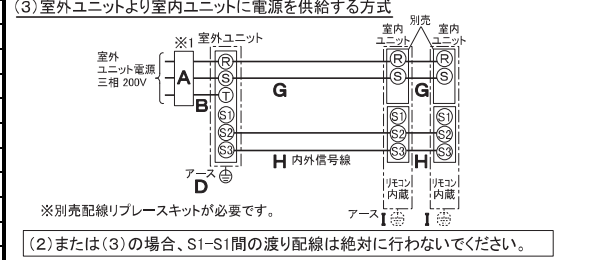 (3)室外ユニットより室内ユニットに電源を供給する方式
別売
※1 室外ユニット
室内
ユニット
室内
ユニット
室外
ユニット電源
三相 200V
A
B
R
S
T
S1
S2
S3
G
R
S
S1
S2
S3
G
R
S
S1
S2
S3
H 内外信号線
H
アース
D
リモコン
内蔵
リモコン
内蔵
※別売配線リプレースキットが必要です。
アース I
I
(2)または(3)の場合、S1-S1間の渡り配線は絶対に行わないでください。